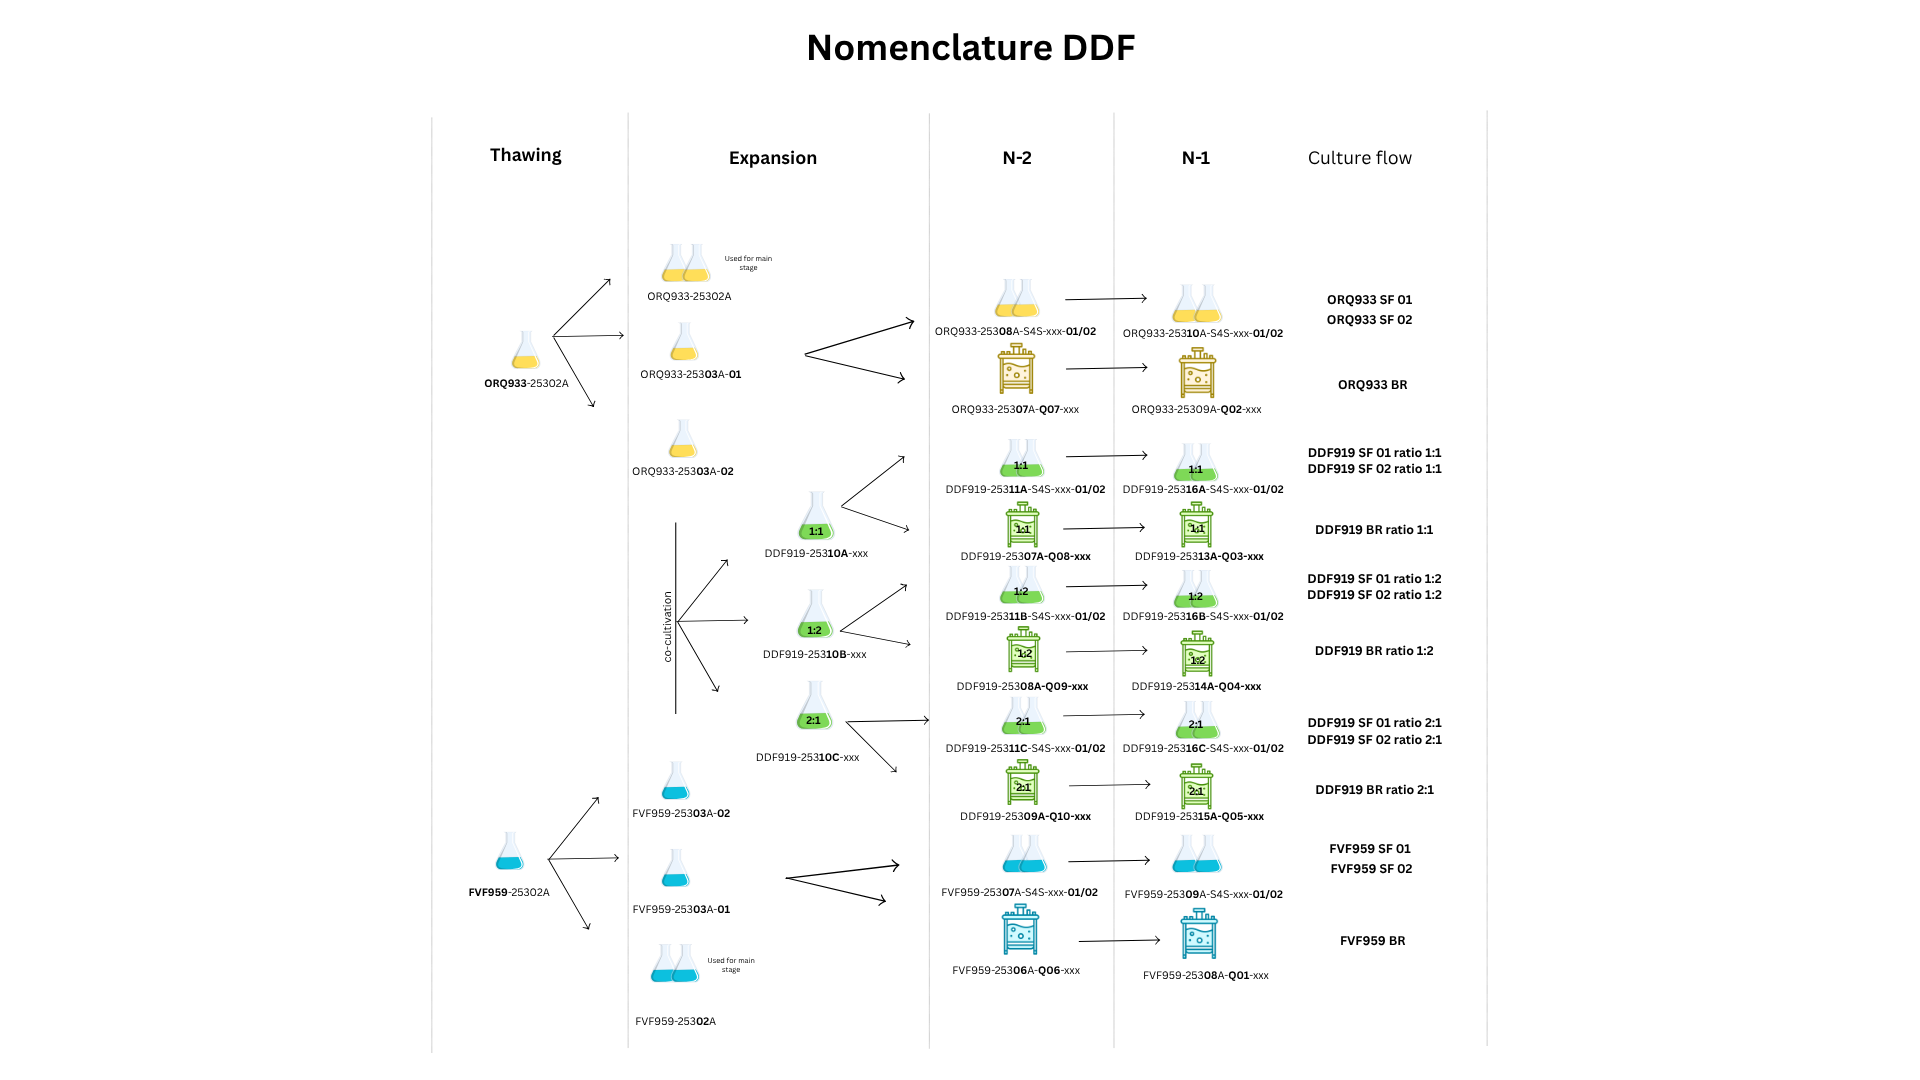 Nomenclature DDF
Thawing
Expansion
N-2
N-1
Culture flow
Used for main
stage
ORQ933-25302A
ORQ933-25302A
ORQ933-25303A-01
ORQ933-25303A-02
ORQ933-25308A-S4S-xxx-01/02
ORQ933-25310A-S4S-xxx-01/02
ORQ933 SF 01
ORQ933 SF 02
ORQ933-25307A-Q07-xxx
ORQ933-25309A-Q02-xxx
ORQ933 BR
co-cultivation
1:1
DDF919-25310A-xxx
1:1
DDF919-25311A-S4S-xxx-01/02
1:1
DDF919-25316A-S4S-xxx-01/02
DDF919 SF 01 ratio 1:1
DDF919 SF 02 ratio 1:1
1:1
DDF919-25307A-Q08-xxx
1:1
DDF919-25313A-Q03-xxx
DDF919 BR ratio 1:1
1:2
DDF919-25310B-xxx
1:2
DDF919-25311B-S4S-xxx-01/02
1:2
DDF919-25316B-S4S-xxx-01/02
DDF919 SF 01 ratio 1:2
DDF919 SF 02 ratio 1:2
1:2
DDF919-25308A-Q09-xxx
1:2
DDF919-25314A-Q04-xxx
DDF919 BR ratio 1:2
2:1
DDF919-25310C-xxx
2:1
DDF919-25311C-S4S-xxx-01/02
2:1
DDF919-25316C-S4S-xxx-01/02
DDF919 SF 01 ratio 2:1
DDF919 SF 02 ratio 2:1
2:1
DDF919-25309A-Q10-xxx
2:1
DDF919-25315A-Q05-xxx
DDF919 BR ratio 2:1
FVF959-25302A
FVF959-25303A-02
FVF959-25303A-01
Used for main
stage
FVF959-25302A
FVF959-25307A-S4S-xxx-01/02
FVF959-25309A-S4S-xxx-01/02
FVF959 SF 01
FVF959 SF 02
FVF959-25306A-Q06-xxx
FVF959-25308A-Q01-xxx
FVF959 BR